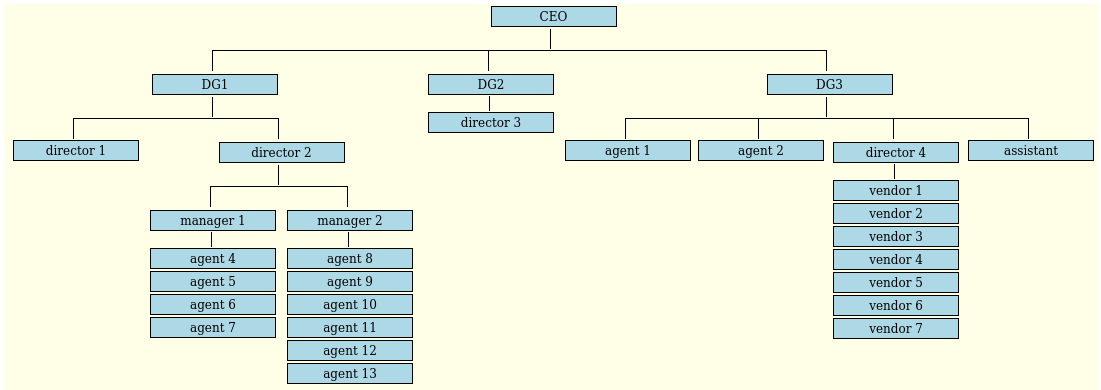 CEO
DG1
DG2
DG3
director 1
director 2
director 3
agent 1
agent 2
director 4
assistant
manager 1
manager 2
agent 4
agent 5
agent 6
agent 7
agent 8
agent 9
agent 10
agent 11
agent 12
agent 13
vendor 1
vendor 2
vendor 3
vendor 4
vendor 5
vendor 6
vendor 7